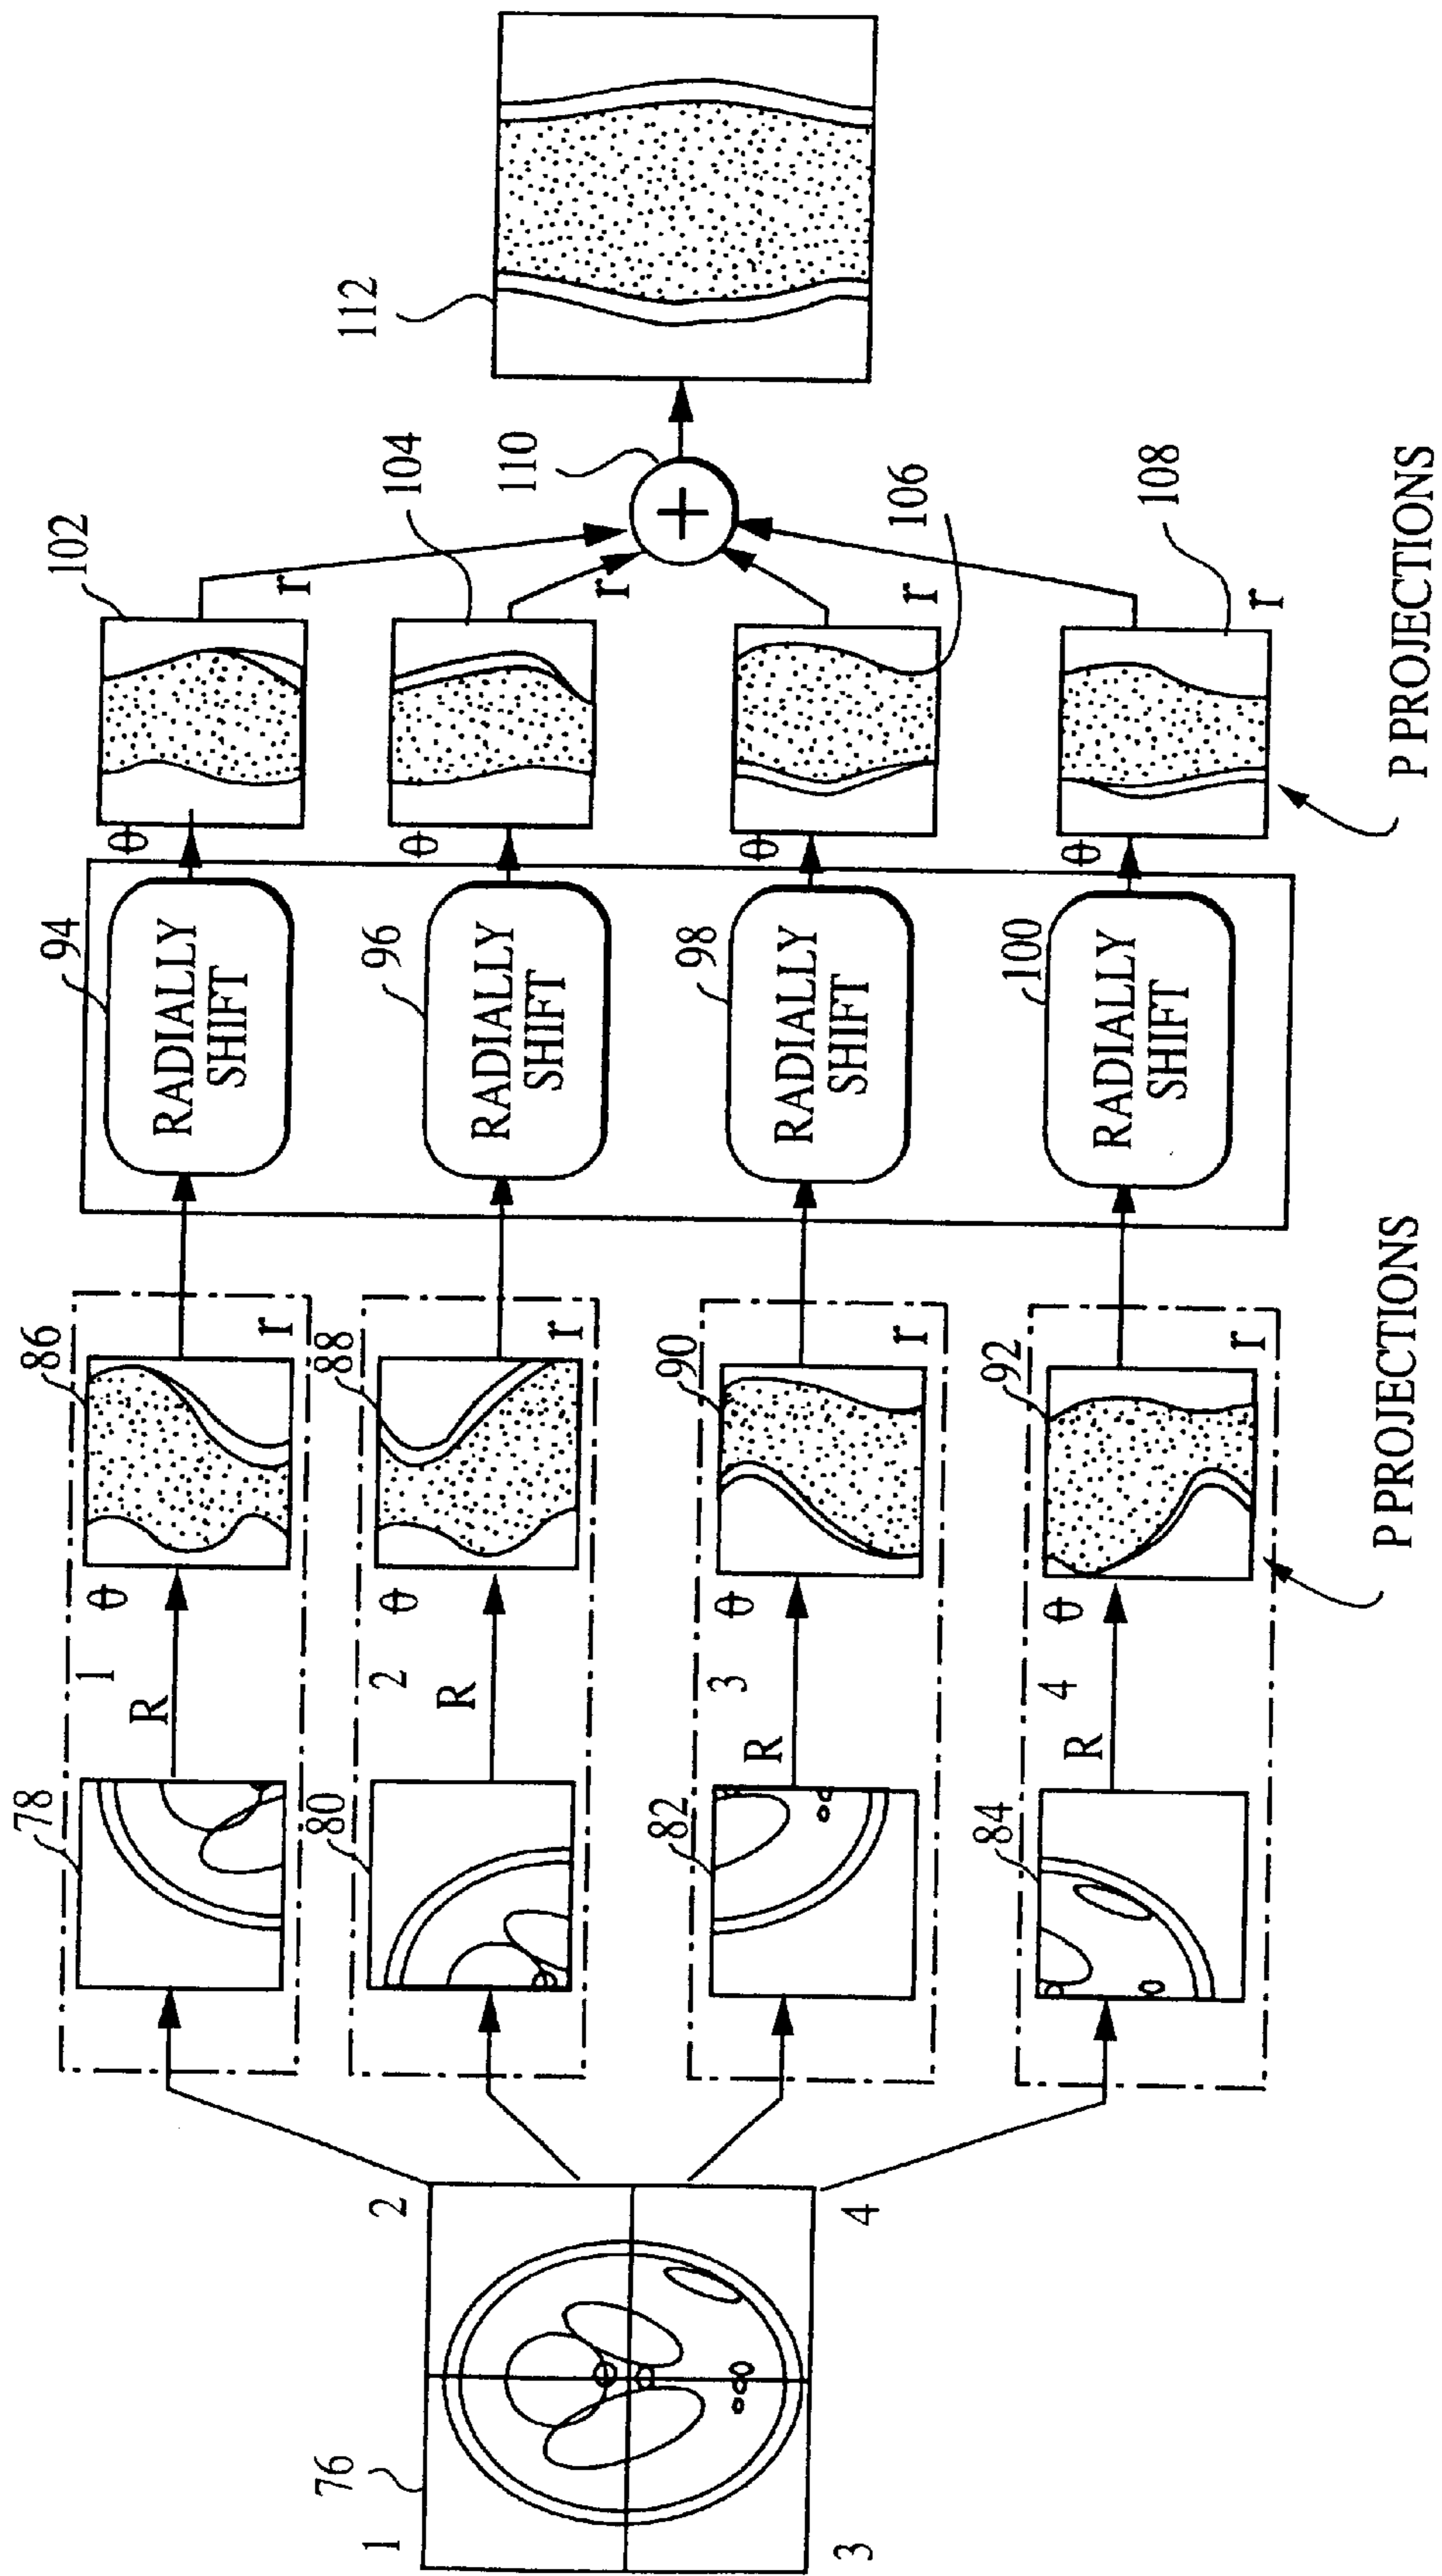 76
1
2
3
4
78
1
R
θ
86
r
94
RADIALLY
SHIFT
θ
102
r
80
2
R
θ
88
r
96
RADIALLY
SHIFT
θ
104
r
82
3
R
θ
90
r
98
RADIALLY
SHIFT
θ
106
r
84
4
R
θ
92
r
100
RADIALLY
SHIFT
θ
108
r
110
+
112
P PROJECTIONS
P PROJECTIONS